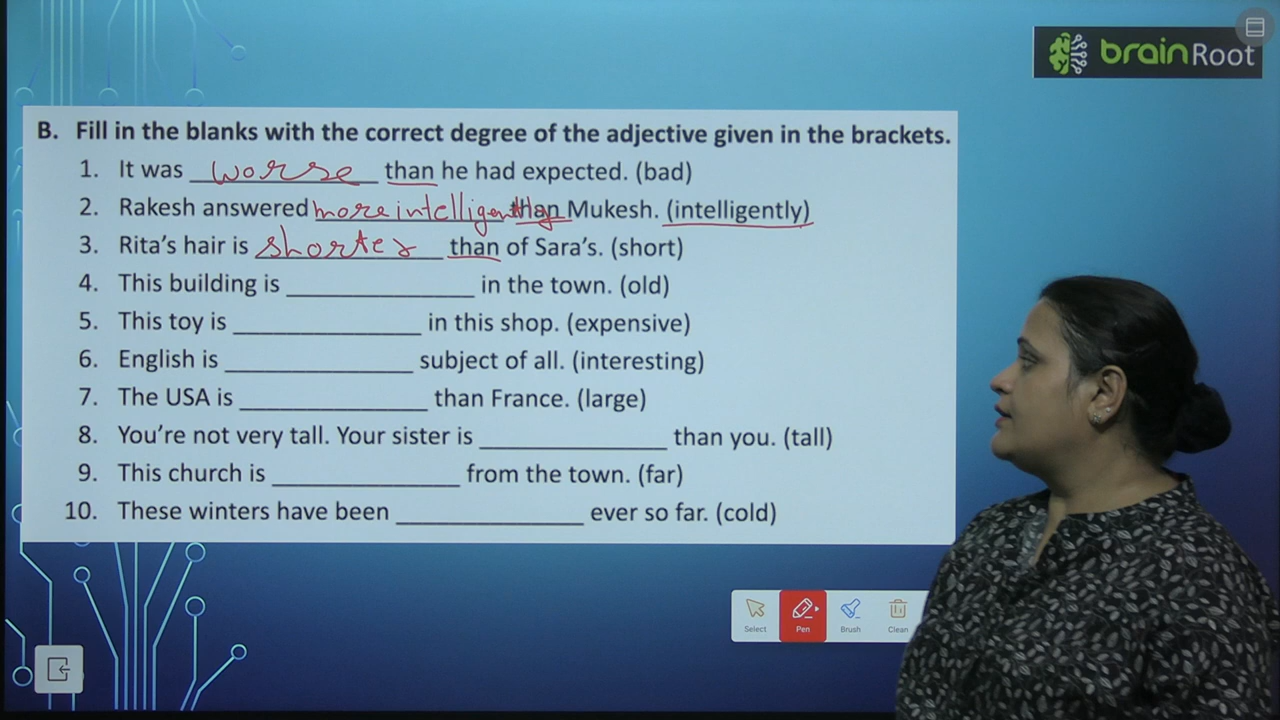 brainRoot
B. Fill in the blanks with the correct degree of the adjective given in the brackets.
1. It was worse than he had expected. (bad)
2. Rakesh answered more intelligently than Mukesh. (intelligently)
3. Rita's hair is shorter than of Sara's. (short)
4. This building is ______________ in the town. (old)
5. This toy is ______________ in this shop. (expensive)
6. English is ______________ subject of all. (interesting)
7. The USA is ______________ than France. (large)
8. You're not very tall. Your sister is ______________ than you. (tall)
9. This church is ______________ from the town. (far)
10. These winters have been ______________ ever so far. (cold)
Select Pen Brush Clean